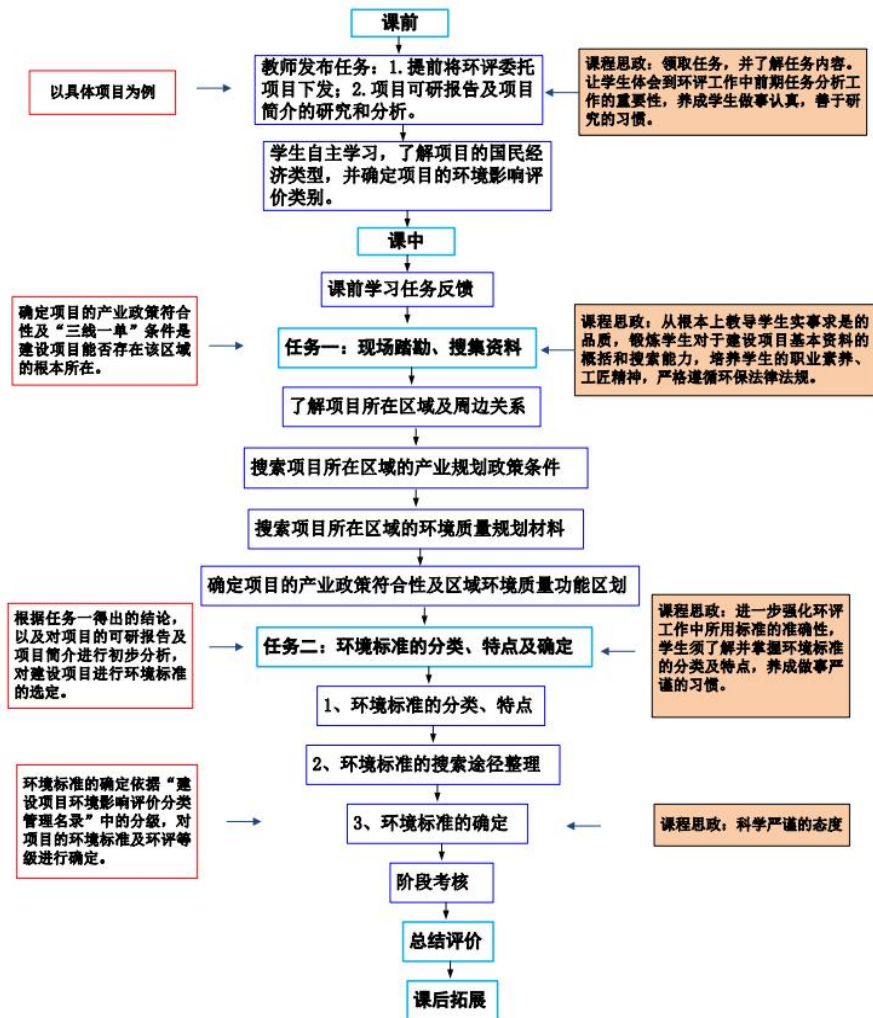 课前
教师发布任务：1.提前将环评委托
项目下发；2.项目可研报告及项目
简介的研究和分析。
以具体项目为例
课程思政：领取任务，并了解任务内容。
让学生体会到环评工作中前期任务分析工
作的重要性，养成学生做事认真，善于研
究的习惯。
学生自主学习，了解项目的国民经
济类型，并确定项目的环境影响评
价类别。
课中
课前学习任务反馈
确定项目的产业政策符合
性及“三线一单”条件是
建设项目能否存在该区域
的根本所在。
任务一：现场踏勘、搜集资料
课程思政：从根本上教导学生实事求是的
品质，锻炼学生对于建设项目基本资料的
概括和搜索能力，培养学生的职业素养、
工匠精神，严格遵循环保法律法规。
了解项目所在区域及周边关系
搜索项目所在区域的产业规划政策条件
搜索项目所在区域的环境质量规划材料
确定项目的产业政策符合性及区域环境质量功能区划
根据任务一得出的结论，
以及对项目的可研报告及
项目简介进行初步分析，
对建设项目进行环境标准
的选定。
任务二：环境标准的分类、特点及确定
课程思政：进一步强化环评
工作中所用标准的准确性，
学生须了解并掌握环境标准
的分类及特点，养成做事严
谨的习惯。
1、环境标准的分类、特点
2、环境标准的搜索途径整理
环境标准的确定依据“建
设项目环境影响评价分类
管理名录”中的分级，对
项目的环境标准及环评等
级进行确定。
3、环境标准的确定
课程思政：科学严谨的态度
阶段考核
总结评价
课后拓展